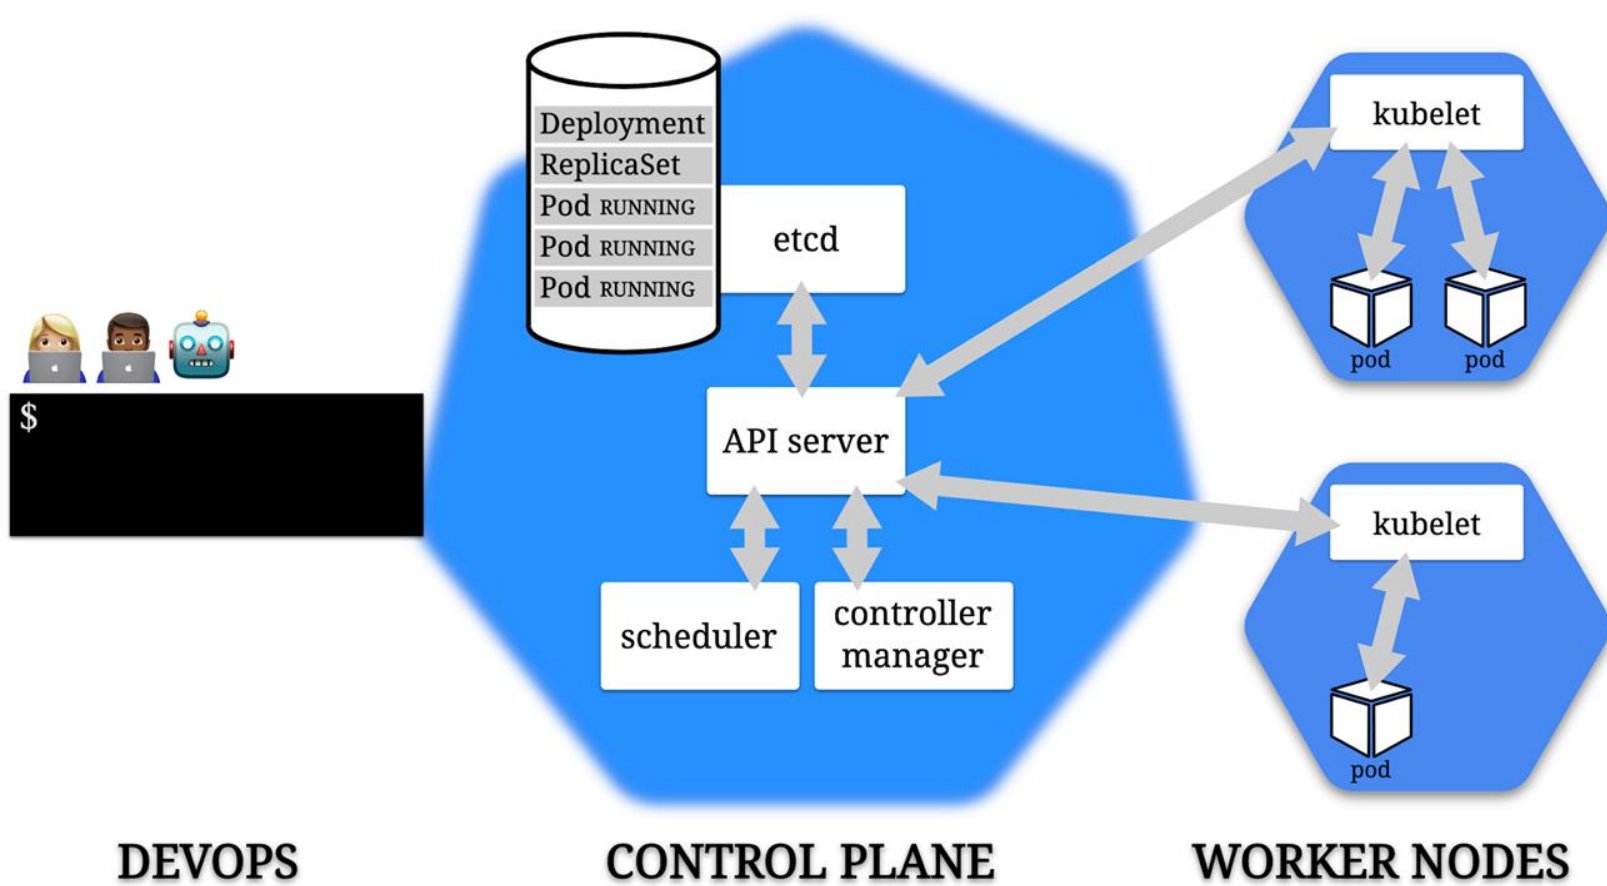 Deployment
ReplicaSet
Pod RUNNING
Pod RUNNING
Pod RUNNING
etcd
API server
scheduler
controller
manager
$
kubelet
pod
pod
kubelet
pod
DEVOPS
CONTROL PLANE
WORKER NODES